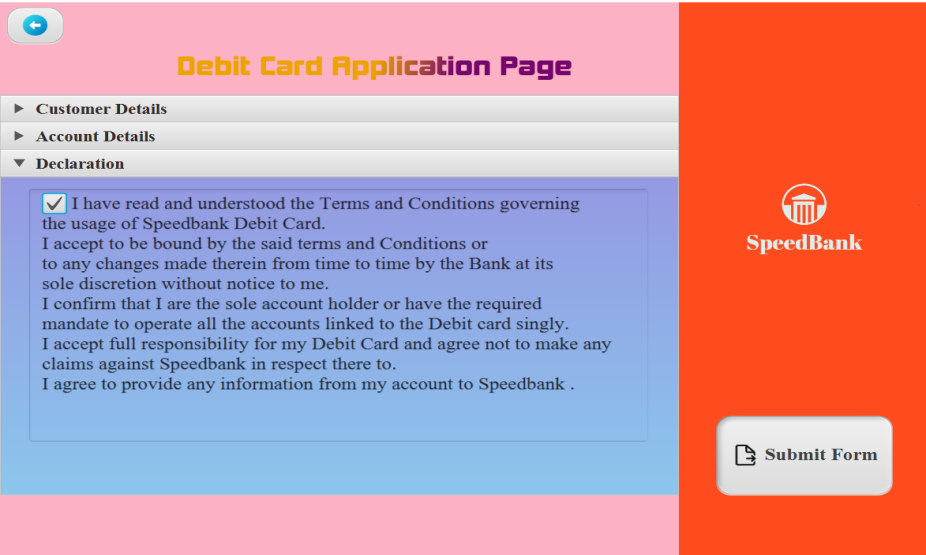 Debit Card Application Page
Customer Details
Account Details
Declaration
I have read and understood the Terms and Conditions governing
the usage of Speedbank Debit Card.
I accept to be bound by the said terms and Conditions or
to any changes made therein from time to time by the Bank at its
sole discretion without notice to me.
I confirm that I are the sole account holder or have the required
mandate to operate all the accounts linked to the Debit card singly.
I accept full responsibility for my Debit Card and agree not to make any
claims against Speedbank in respect there to.
I agree to provide any information from my account to Speedbank .
SpeedBank
Submit Form